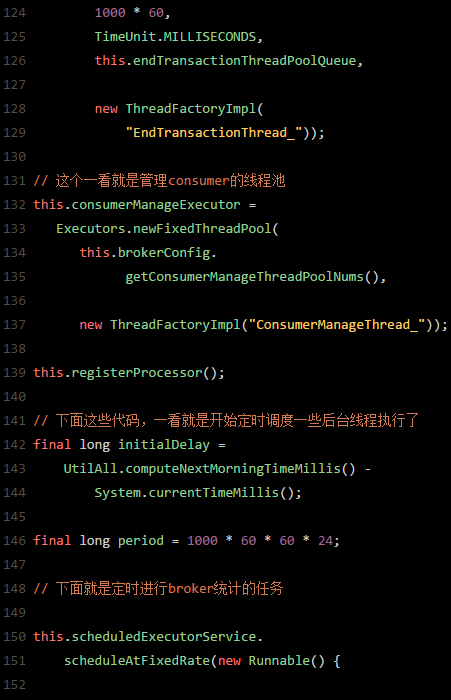 124 1000 * 60,
125 TimeUnit.MILLISECONDS,
126 this.endTransactionThreadPoolQueue,
127
128 new ThreadFactoryImpl(
129 "EndTransactionThread_"));
130
131 // 这个一看就是管理consumer的线程池
132 this.consumerManageExecutor =
133 Executors.newFixedThreadPool(
134 this.brokerConfig.
135 getConsumerManageThreadPoolNums(),
136
137 new ThreadFactoryImpl("ConsumerManageThread_"));
138
139 this.registerProcessor();
140
141 // 下面这些代码，一看就是开始定时调度一些后台线程执行了
142 final long initialDelay =
143 UtilAll.computeNextMorningTimeMillis() -
144 System.currentTimeMillis();
145
146 final long period = 1000 * 60 * 60 * 24;
147
148 // 下面就是定时进行broker统计的任务
149
150 this.scheduledExecutorService.
151 scheduleAtFixedRate(new Runnable() {
152